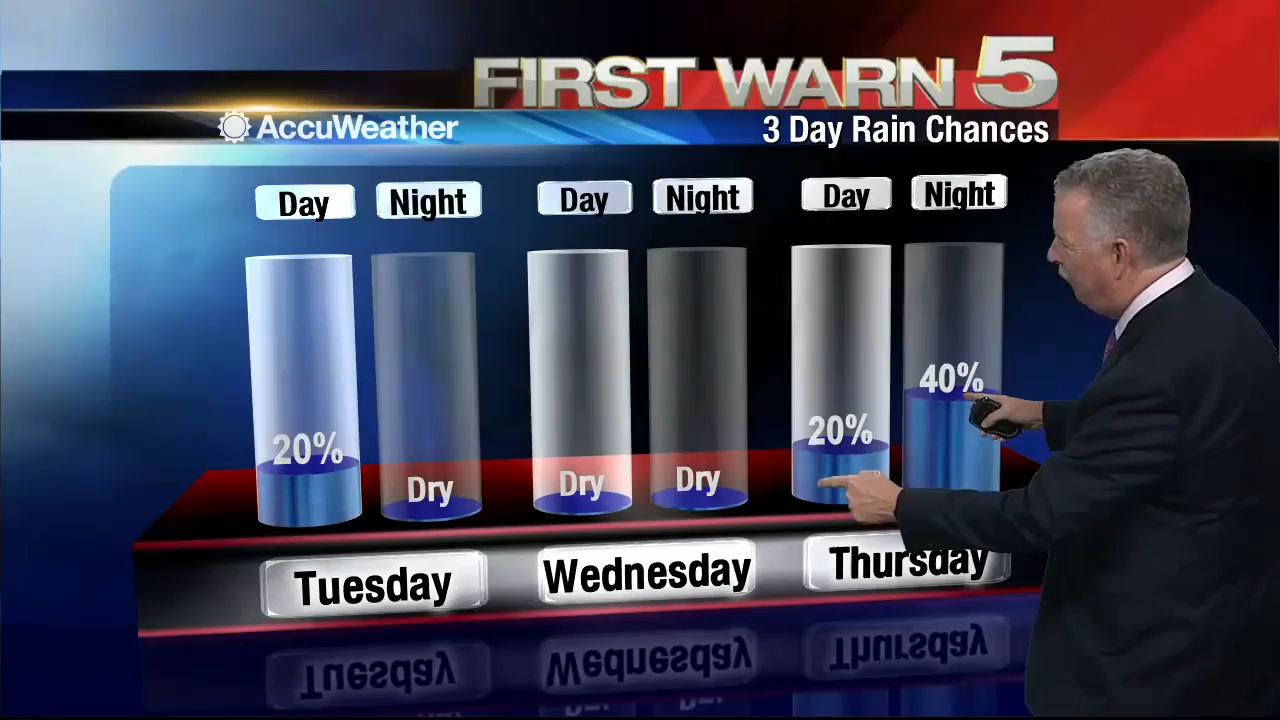 FIRST WARN 5
AccuWeather
3 Day Rain Chances
Day Night Day Night Day Night
20% Dry Dry Dry 20% 40%
Tuesday Wednesday Thursday